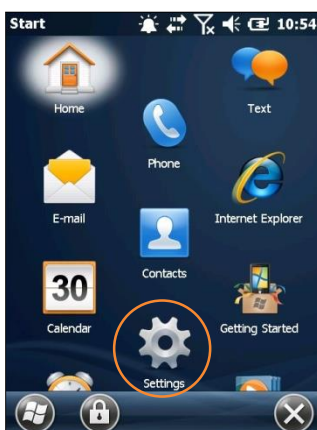 Start 10:54
Home
Text
Phone
E-mail
Internet Explorer
Contacts
30
Calendar
Getting Started
Settings